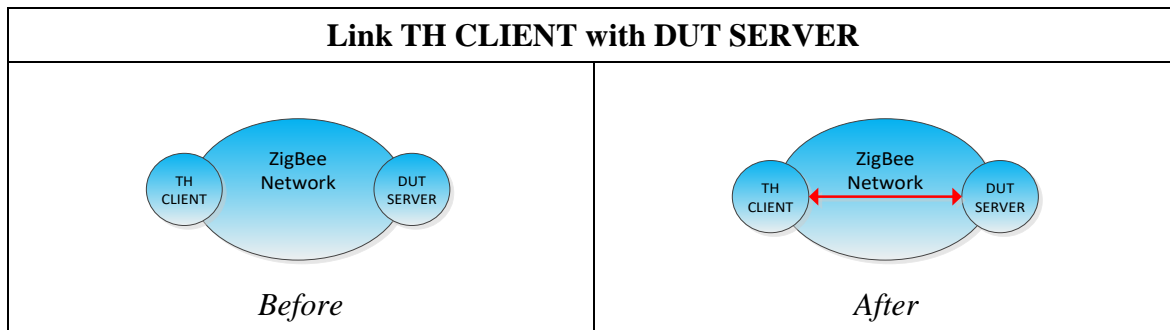 Link TH CLIENT with DUT SERVER
ZigBee
Network
TH
CLIENT
DUT
SERVER
Before
ZigBee
Network
TH
CLIENT
DUT
SERVER
After